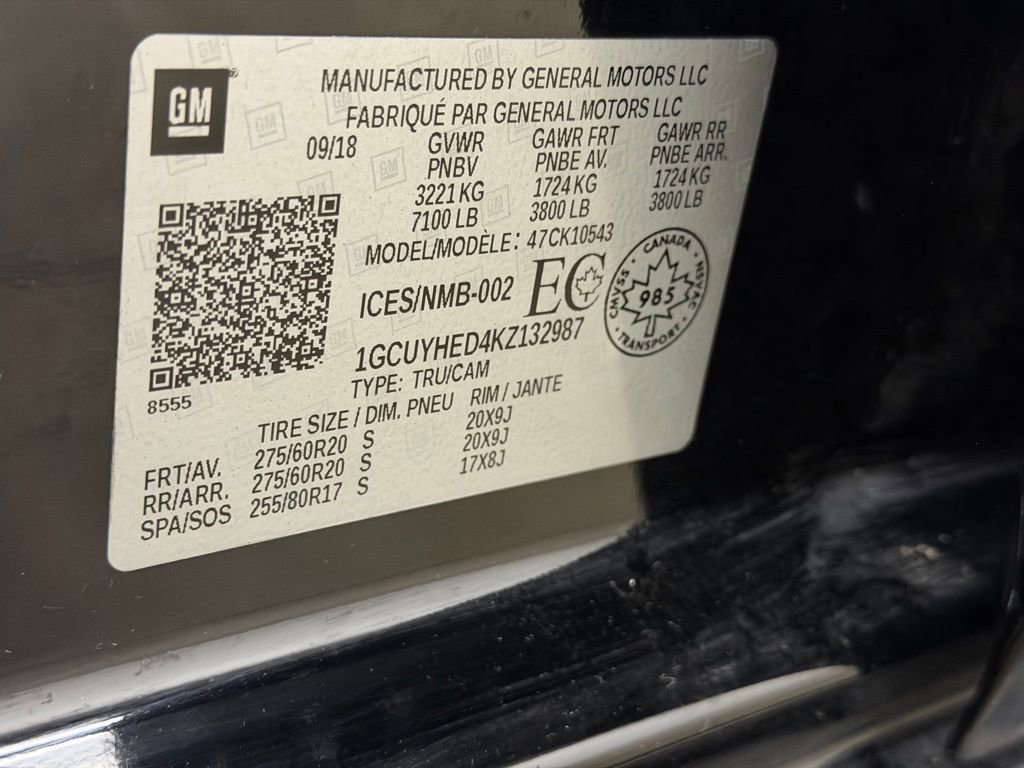 GM
MANUFACTURED BY GENERAL MOTORS LLC
FABRIQUÉ PAR GENERAL MOTORS LLC
09/18 GVWR GAWR FRT GAWR RR
PNBV PNBE AV. PNBE ARR.
3221 KG 1724 KG 1724 KG
7100 LB 3800 LB 3800 LB
MODEL/MODÈLE: 47CK10543
ICES/NMB-002 EC
CANADA
CMVSS 985 NSVAC
TRANSPORT
1GCUYHED4KZ132987
TYPE: TRU/CAM
8555
TIRE SIZE / DIM. PNEU RIM / JANTE
FRT/AV. 275/60R20 S 20X9J
RR/ARR. 275/60R20 S 20X9J
SPA/SOS 255/80R17 S 17X8J